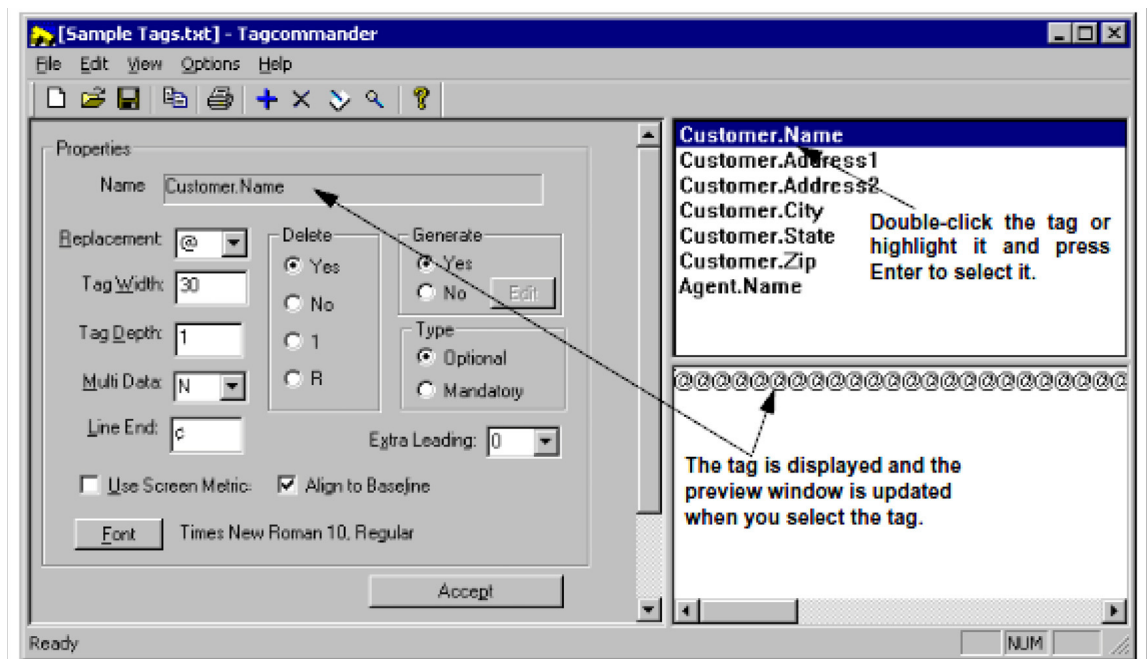 [Sample Tags.txt] - Tagcommander
File Edit View Options Help
Properties
Name Customer.Name
Replacement: @
Tag Width: 30
Tag Depth: 1
Multi Data: N
Line End: c
Delete
Yes
No
1
R
Generate
Yes
No Edit
Type
Optional
Mandatory
Extra Leading: 0
Use Screen Metric: Align to Baseline
Font Times New Roman 10, Regular
Accept
Customer.Name
Customer.Address1
Customer.Address2
Customer.City
Customer.State
Customer.Zip
Agent.Name
Double-click the tag or
highlight it and press
Enter to select it.
@@@@@@@@@@@@@@@@@@@@@@@@
The tag is displayed and the
preview window is updated
when you select the tag.
Ready NUM